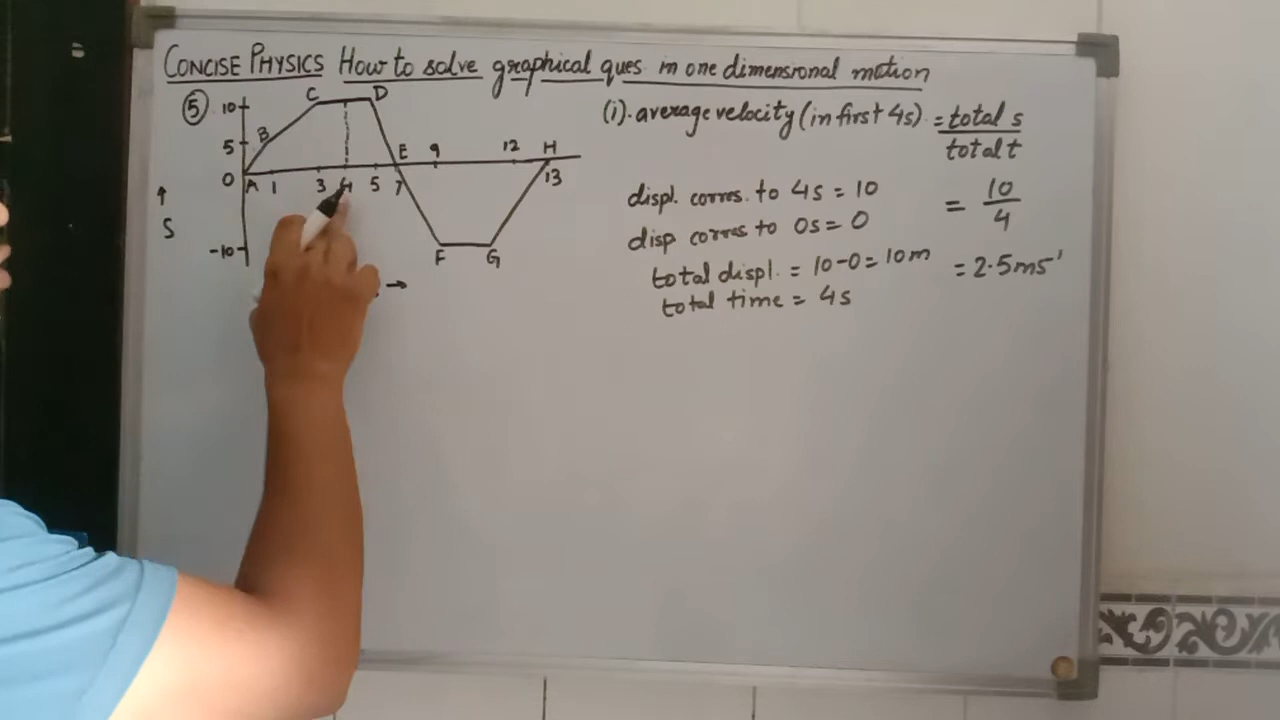 CONCISE PHYSICS How to solve graphical ques in one dimensional motion
(5)
10 C D
5 B
0 A 1 3 4 5 7 E 9 12 H 13
S
-10 F G
(i). average velocity (in first 4s) = total s / total t
displ. corres. to 4s = 10
= 10 / 4
disp corres to 0s = 0
total displ. = 10-0 = 10m
= 2.5ms⁻¹
total time = 4s